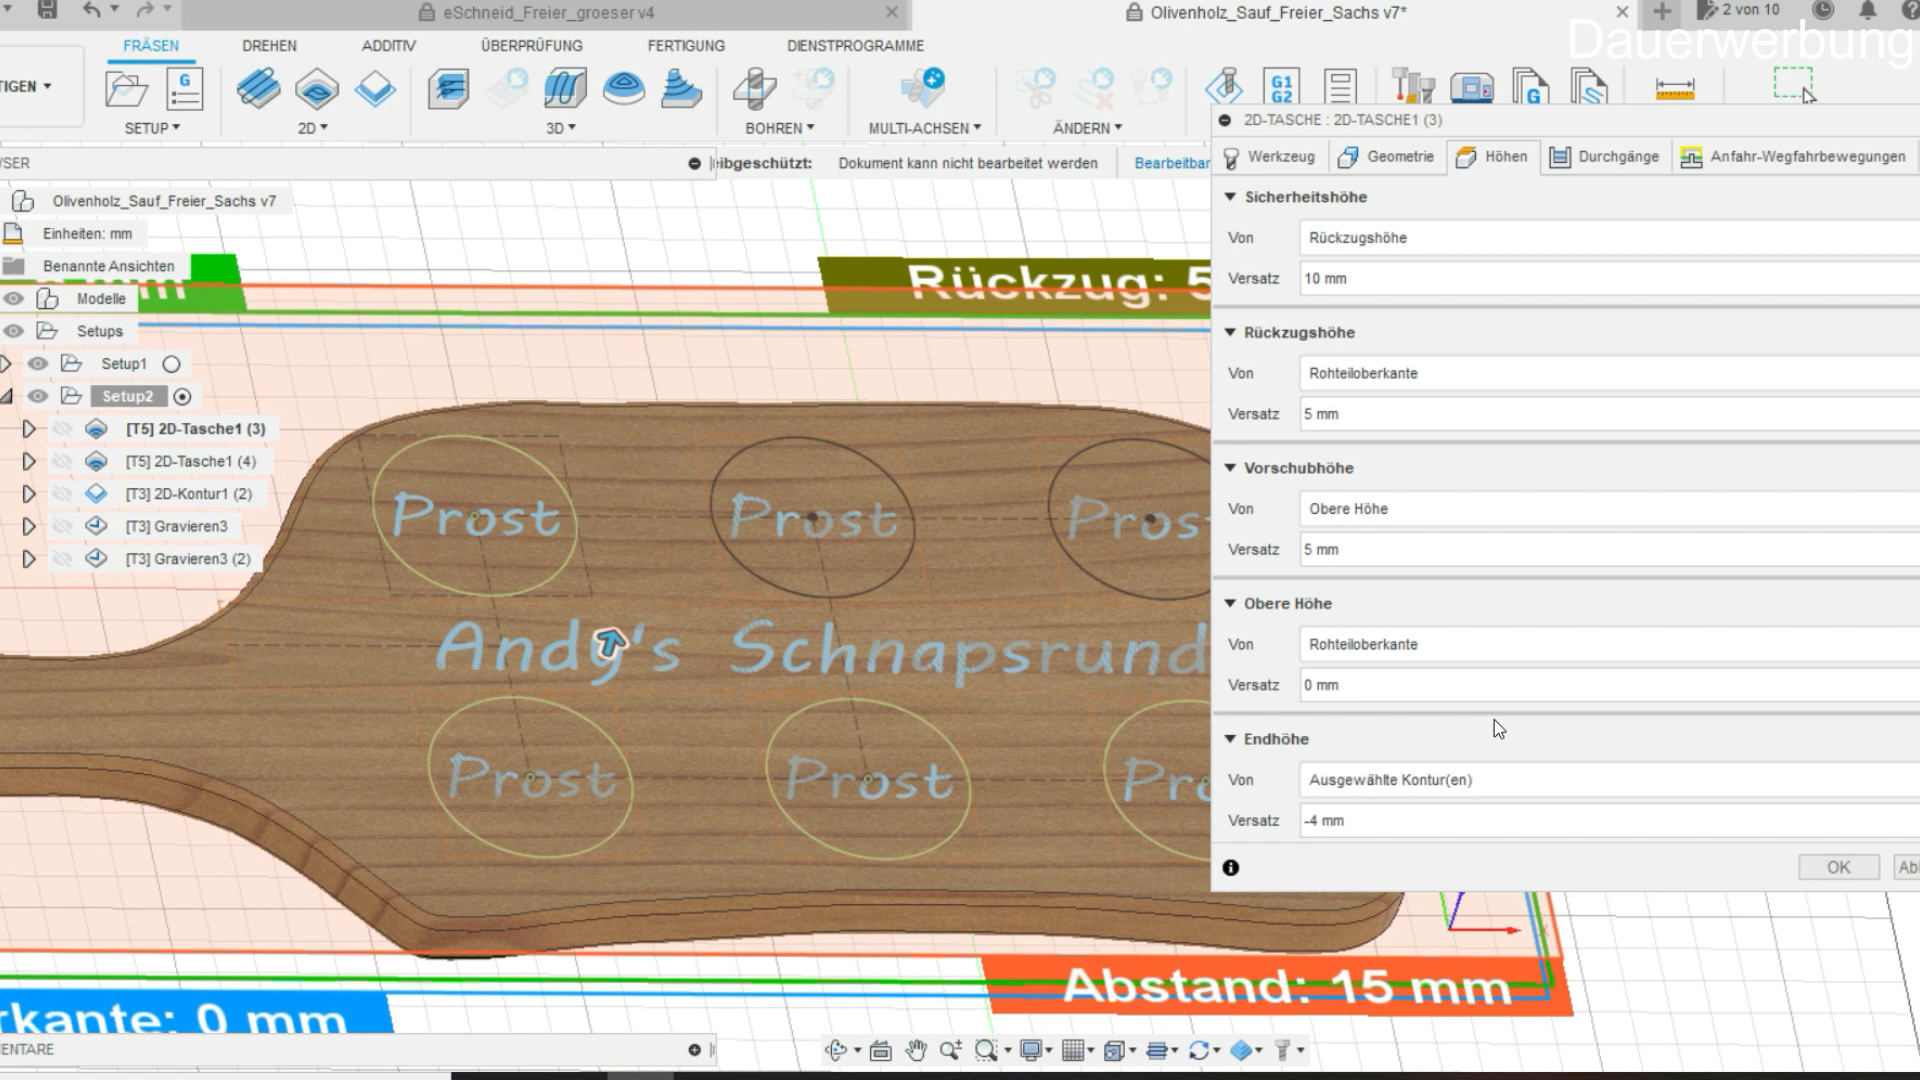 eSchneid_Freier_groeser v4
Olivenholz_Sauf_Freier_Sachs v7*
2 von 10
Dauerwerbung
FRÄSEN DREHEN ADDITIV ÜBERPRÜFUNG FERTIGUNG DIENSTPROGRAMME
TIGEN
G
G1
G2
G
SETUP 2D 3D BOHREN MULTI-ACHSEN ÄNDERN
2D-TASCHE : 2D-TASCHE1 (3)
Werkzeug Geometrie Höhen Durchgänge Anfahr-Wegfahrbewegungen
eibgeschützt: Dokument kann nicht bearbeitet werden Bearbeitbar
Olivenholz_Sauf_Freier_Sachs v7
Einheiten: mm
Benannte Ansichten
Modelle
Setups
Setup1
Setup2
[T5] 2D-Tasche1 (3)
[T5] 2D-Tasche1 (4)
[T3] 2D-Kontur1 (2)
[T3] Gravieren3
[T3] Gravieren3 (2)
Rückzug: 5
Prost Prost Pros
Andy's Schnapsrund
Prost Prost Pro
Abstand: 15 mm
rkante: 0 mm
Sicherheitshöhe
Von Rückzugshöhe
Versatz 10 mm
Rückzugshöhe
Von Rohteiloberkante
Versatz 5 mm
Vorschubhöhe
Von Obere Höhe
Versatz 5 mm
Obere Höhe
Von Rohteiloberkante
Versatz 0 mm
Endhöhe
Von Ausgewählte Kontur(en)
Versatz -4 mm
OK Abl
X
ENTARE